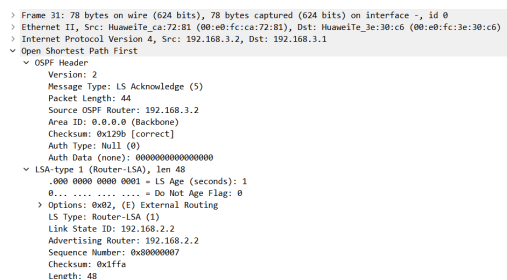 > Frame 31: 78 bytes on wire (624 bits), 78 bytes captured (624 bits) on interface -, id 0
> Ethernet II, Src: HuaweiTe_ca:72:81 (00:e0:fc:ca:72:81), Dst: HuaweiTe_3e:30:c6 (00:e0:fc:3e:30:c6)
> Internet Protocol Version 4, Src: 192.168.3.2, Dst: 192.168.3.1
Open Shortest Path First
OSPF Header
Version: 2
Message Type: LS Acknowledge (5)
Packet Length: 44
Source OSPF Router: 192.168.3.2
Area ID: 0.0.0.0 (Backbone)
Checksum: 0x129b [correct]
Auth Type: Null (0)
Auth Data (none): 0000000000000000
LSA-type 1 (Router-LSA), len 48
.000 0000 0000 0001 = LS Age (seconds): 1
0... .... .... .... = Do Not Age Flag: 0
> Options: 0x02, (E) External Routing
LS Type: Router-LSA (1)
Link State ID: 192.168.2.2
Advertising Router: 192.168.2.2
Sequence Number: 0x80000007
Checksum: 0x1ffa
Length: 48